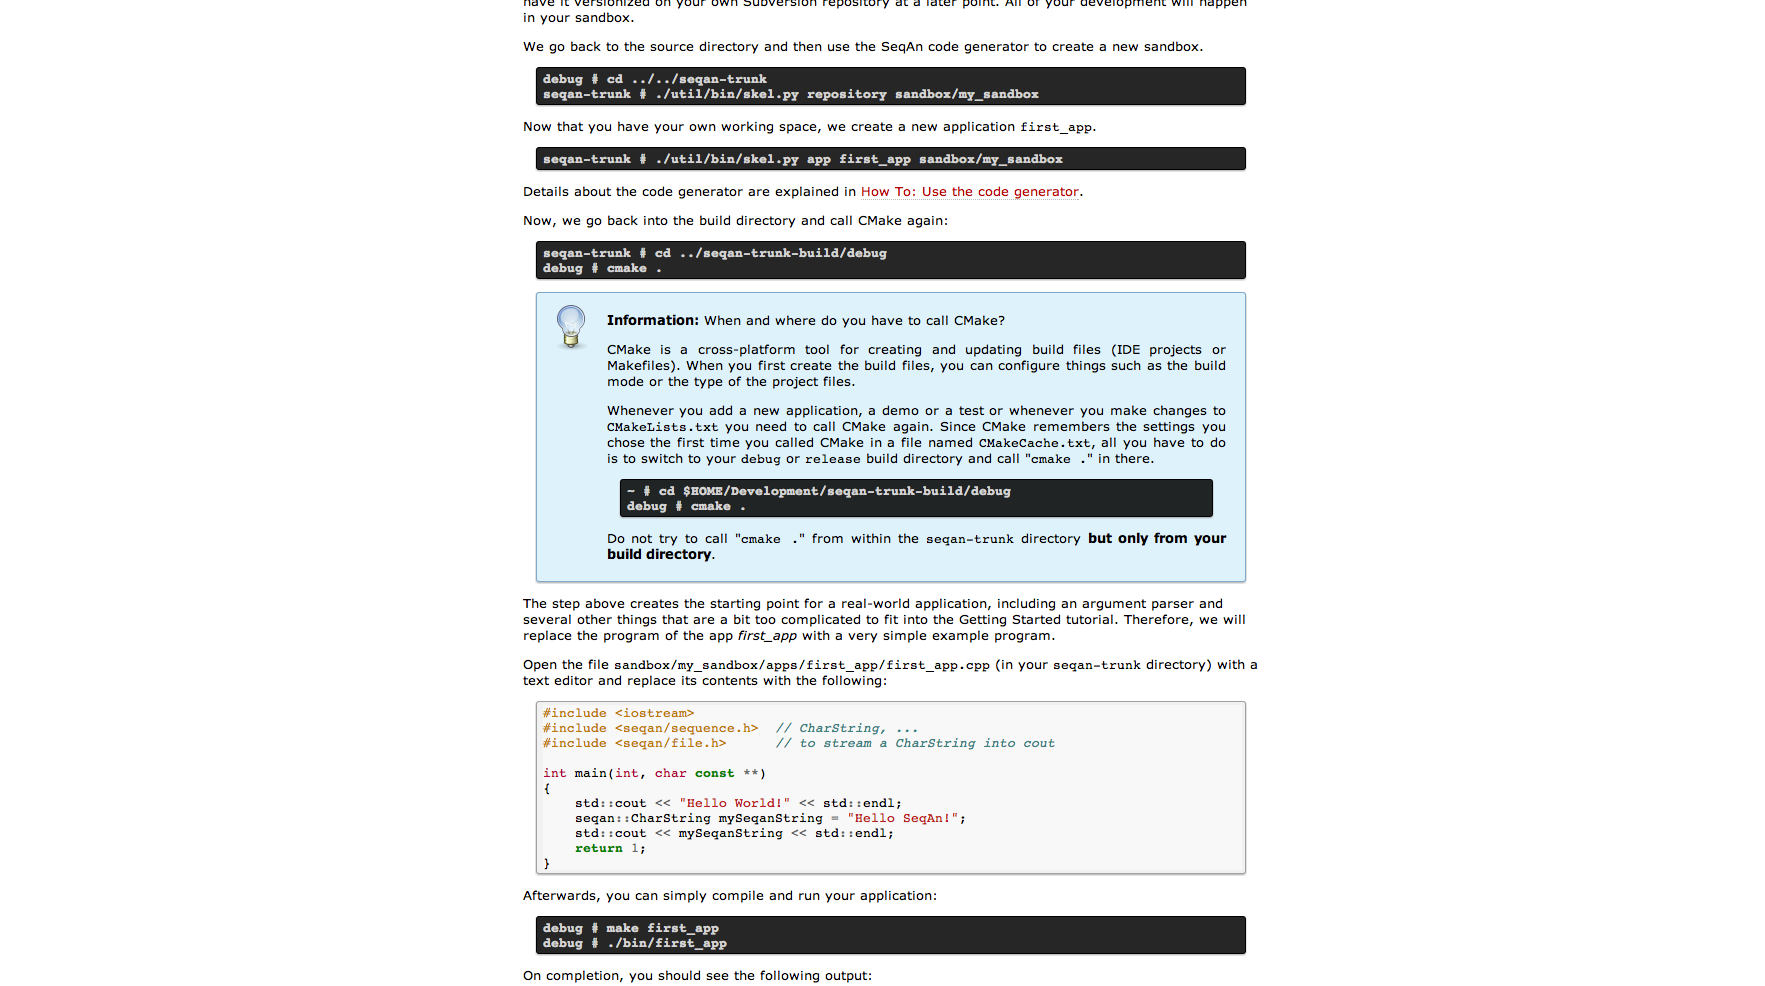 have it versionized on your own Subversion repository at a later point. All of your development will happen
in your sandbox.
We go back to the source directory and then use the SeqAn code generator to create a new sandbox.
debug # cd ../../seqan-trunk
seqan-trunk # ./util/bin/skel.py repository sandbox/my_sandbox
Now that you have your own working space, we create a new application first_app.
seqan-trunk # ./util/bin/skel.py app first_app sandbox/my_sandbox
Details about the code generator are explained in How To: Use the code generator.
Now, we go back into the build directory and call CMake again:
seqan-trunk # cd ../seqan-trunk-build/debug
debug # cmake .
Information: When and where do you have to call CMake?
CMake is a cross-platform tool for creating and updating build files (IDE projects or
Makefiles). When you first create the build files, you can configure things such as the build
mode or the type of the project files.
Whenever you add a new application, a demo or a test or whenever you make changes to
CMakeLists.txt you need to call CMake again. Since CMake remembers the settings you
chose the first time you called CMake in a file named CMakeCache.txt, all you have to do
is to switch to your debug or release build directory and call "cmake ." in there.
~ # cd $HOME/Development/seqan-trunk-build/debug
debug # cmake .
Do not try to call "cmake ." from within the seqan-trunk directory but only from your
build directory.
The step above creates the starting point for a real-world application, including an argument parser and
several other things that are a bit too complicated to fit into the Getting Started tutorial. Therefore, we will
replace the program of the app first_app with a very simple example program.
Open the file sandbox/my_sandbox/apps/first_app/first_app.cpp (in your seqan-trunk directory) with a
text editor and replace its contents with the following:
#include <iostream>
#include <seqan/sequence.h>  // CharString, ...
#include <seqan/file.h>      // to stream a CharString into cout
int main(int, char const **)
{
    std::cout << "Hello World!" << std::endl;
    seqan::CharString mySeqanString = "Hello SeqAn!";
    std::cout << mySeqanString << std::endl;
    return 1;
}
Afterwards, you can simply compile and run your application:
debug # make first_app
debug # ./bin/first_app
On completion, you should see the following output: